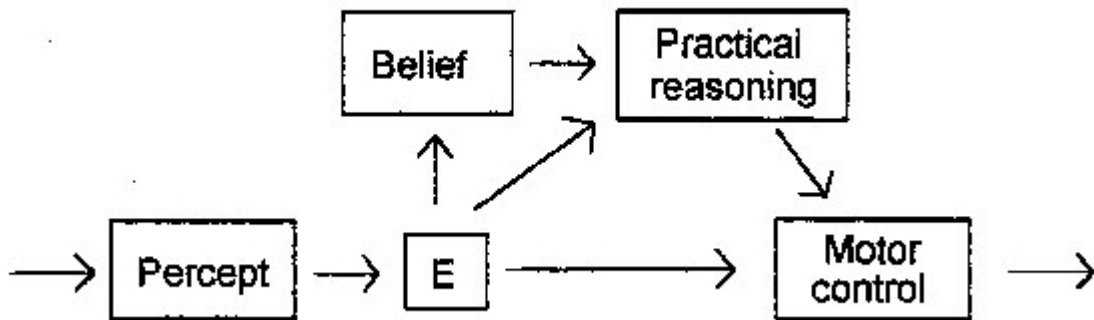 Belief
Practical
reasoning
Percept
E
Motor
control